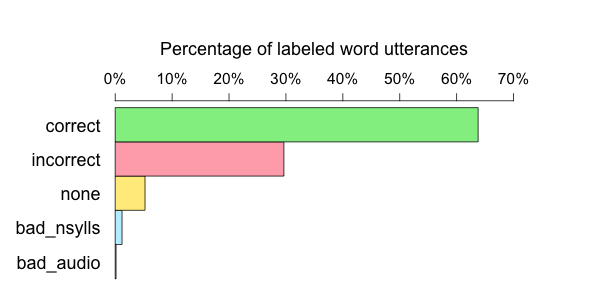 Percentage of labeled word utterances
0% 10% 20% 30% 40% 50% 60% 70%
correct
incorrect
none
bad_nsylls
bad_audio